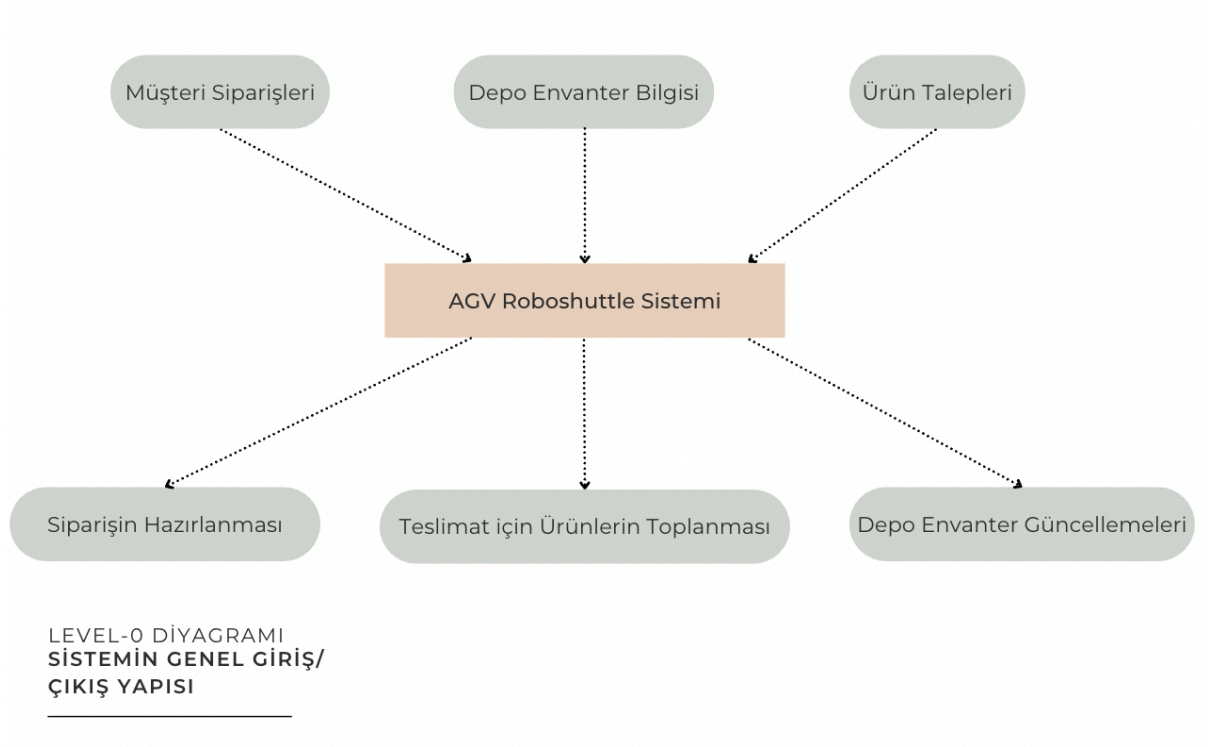 Müşteri Siparişleri
Depo Envanter Bilgisi
Ürün Talepleri
AGV Roboshuttle Sistemi
Siparişin Hazırlanması
Teslimat için Ürünlerin Toplanması
Depo Envanter Güncellemeleri
LEVEL-0 DİYAGRAMI
SİSTEMİN GENEL GİRİŞ/
ÇIKIŞ YAPISI